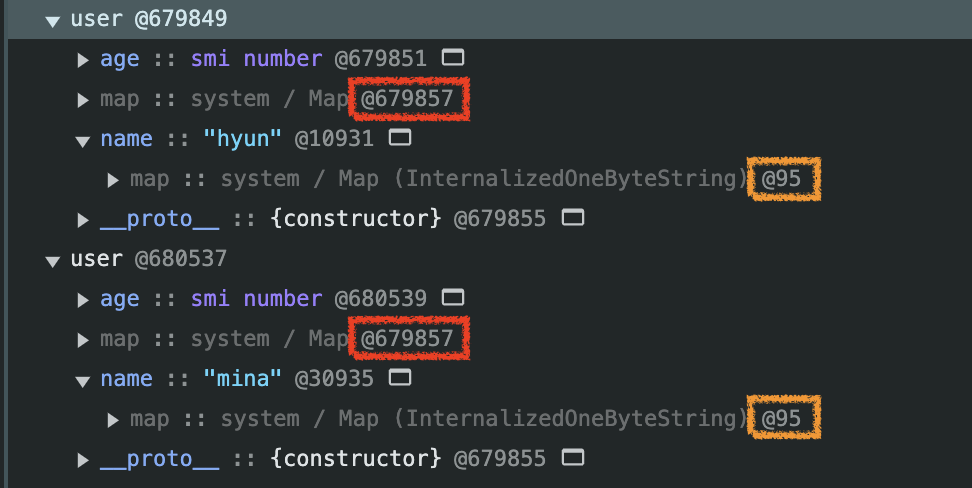 user @679849
age :: smi number @679851
map :: system / Map @679857
name :: "hyun" @10931
map :: system / Map (InternalizedOneByteString) @95
__proto__ :: {constructor} @679855
user @680537
age :: smi number @680539
map :: system / Map @679857
name :: "mina" @30935
map :: system / Map (InternalizedOneByteString) @95
__proto__ :: {constructor} @679855